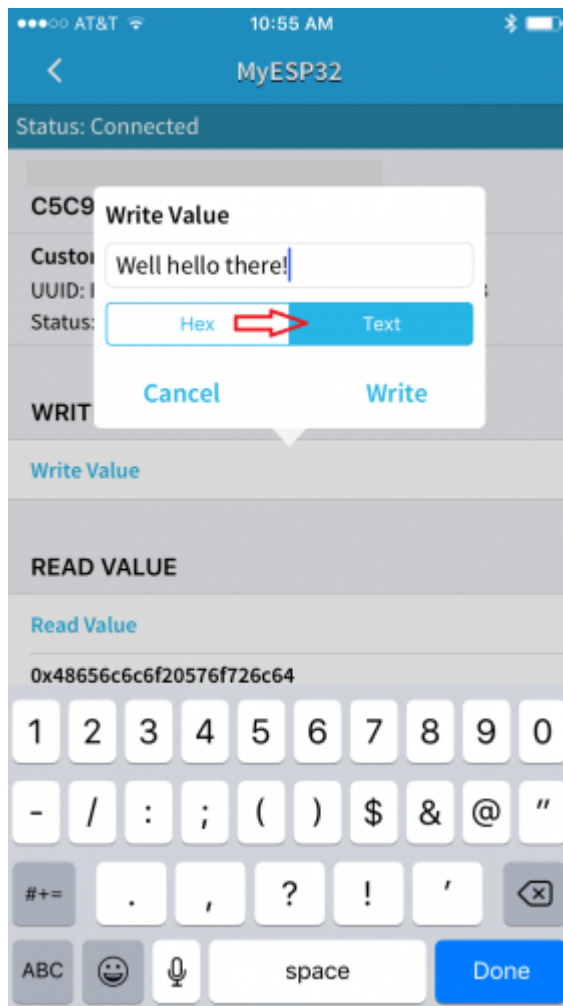 AT&T 10:55 AM
MyESP32
Status: Connected
C5C9
Write Value
Well hello there!
Custo
UUID:
Status:
Hex Text
Cancel Write
WRIT
Write Value
READ VALUE
Read Value
0x48656c6c6f20576f726c64
1 2 3 4 5 6 7 8 9 0
- / : ; ( ) $ & @ "
#+= . , ? ! '
ABC space Done